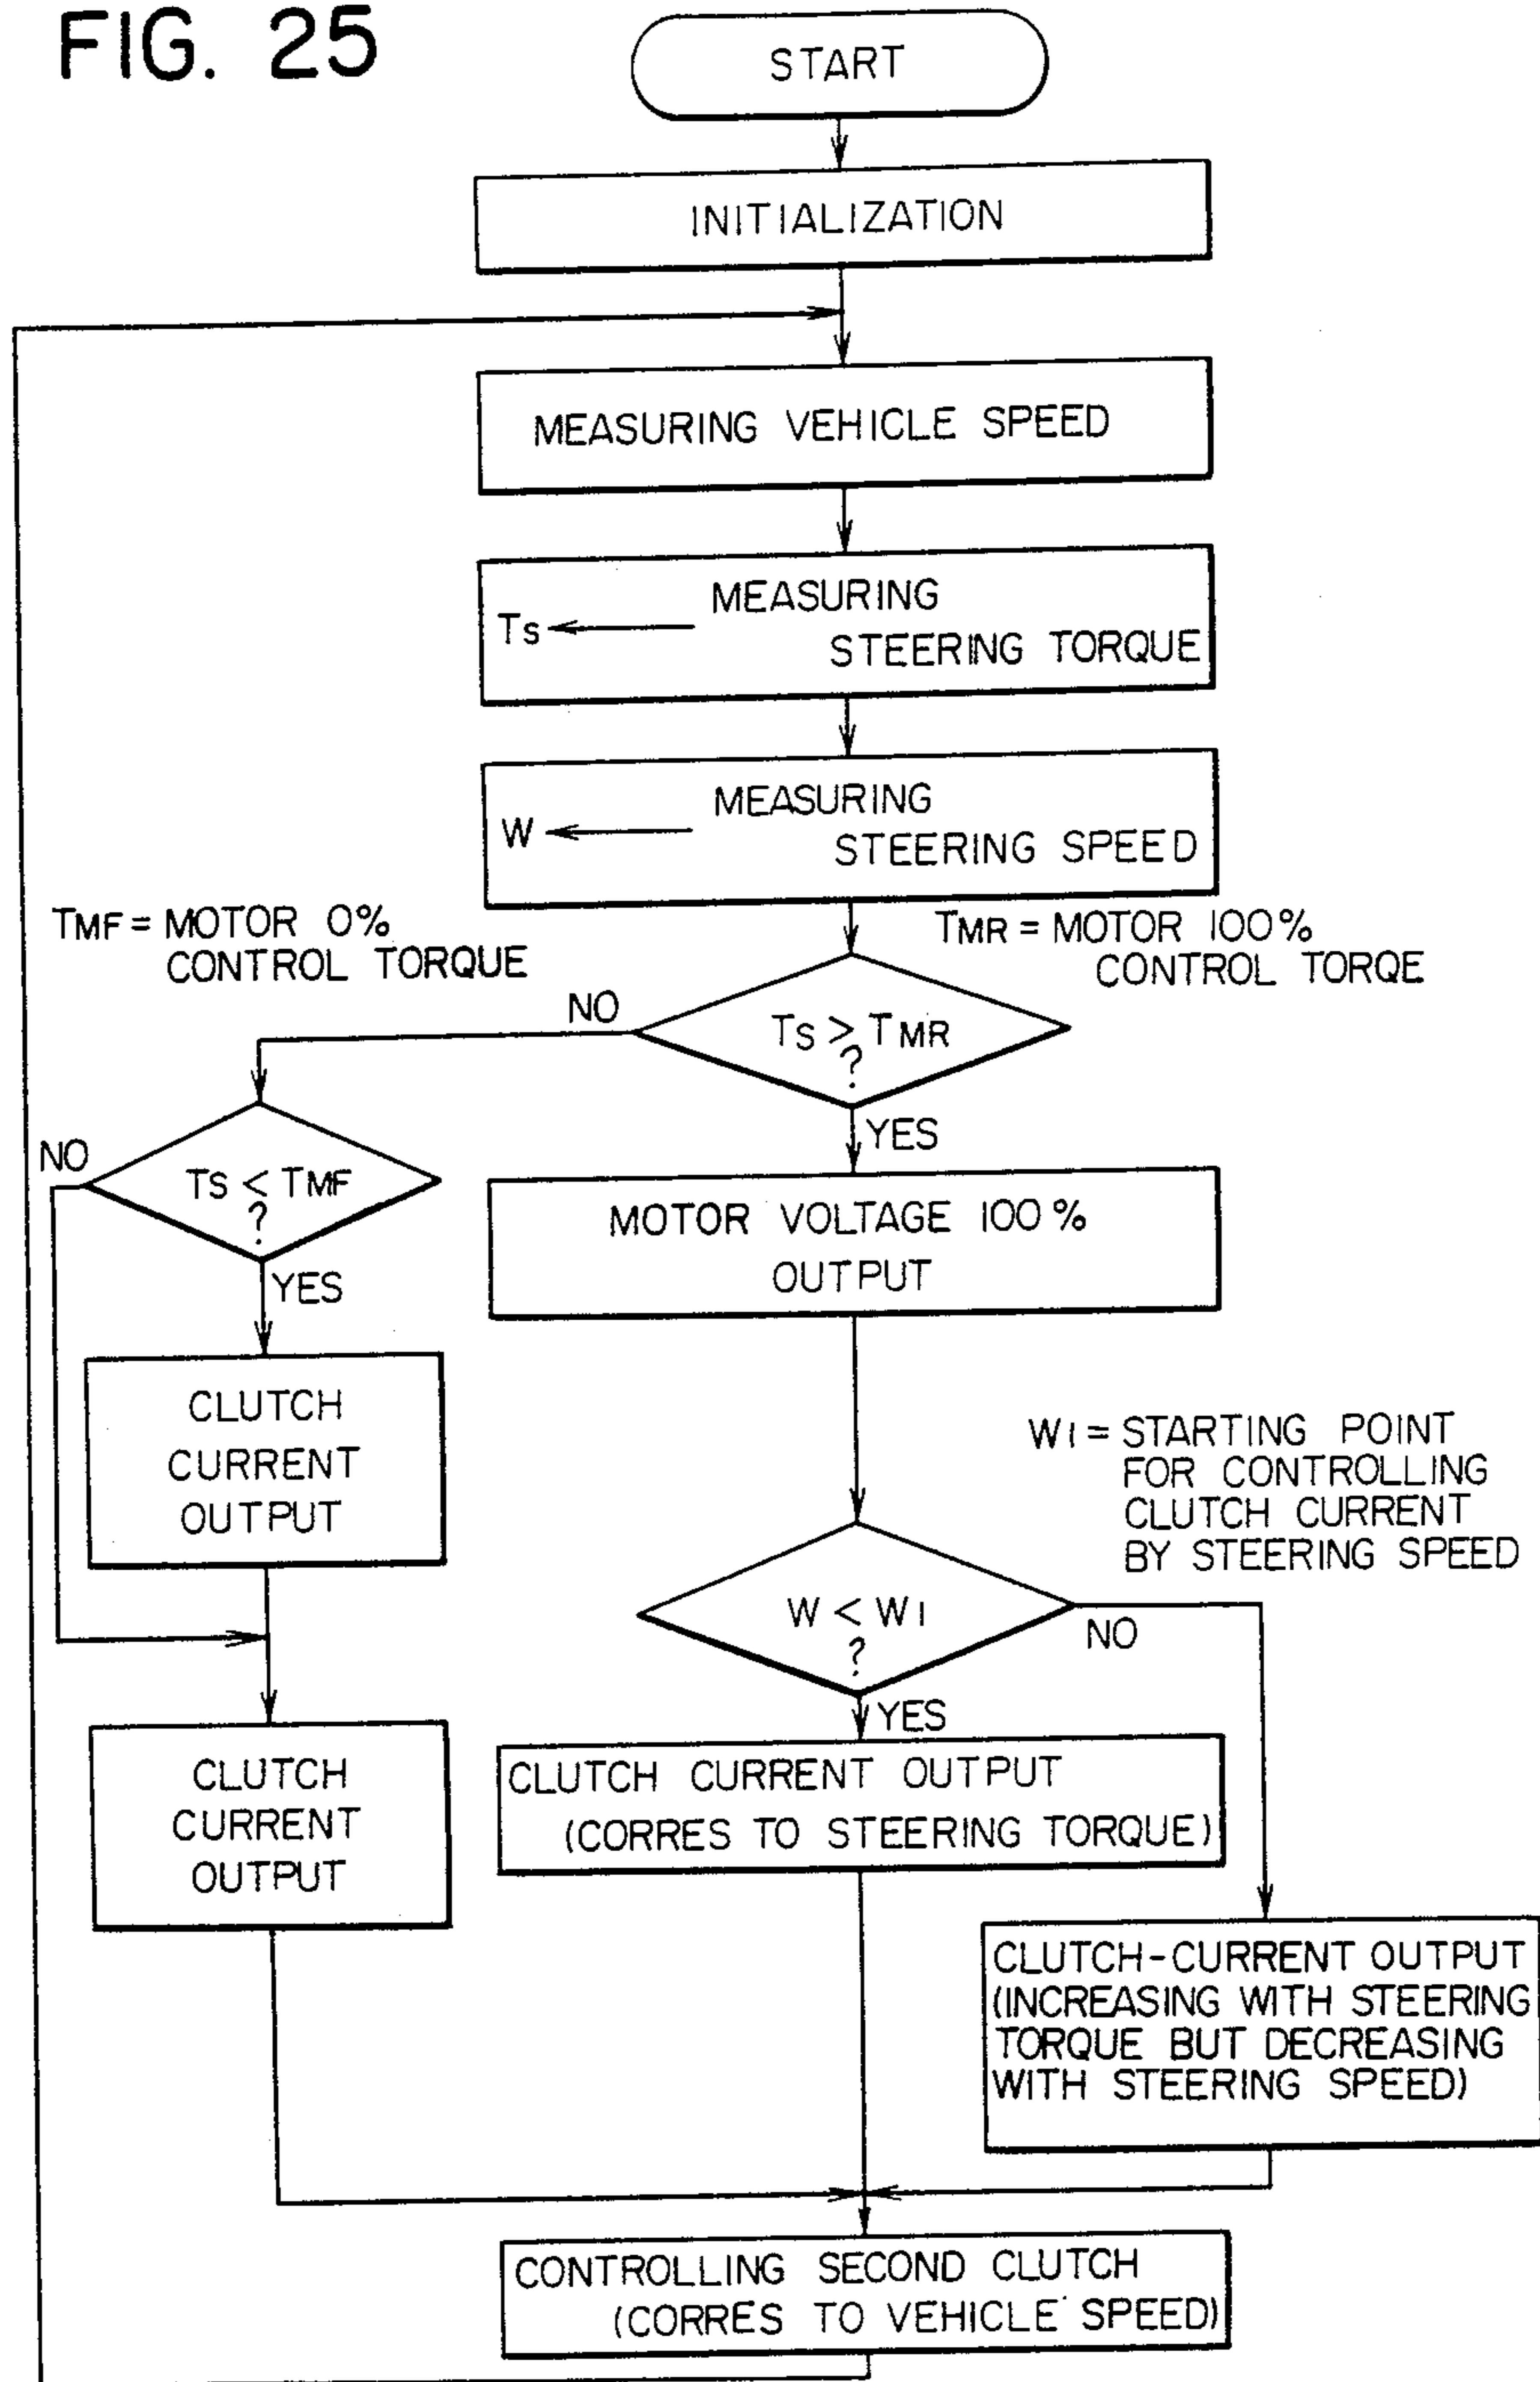 FIG. 25
START
INITIALIZATION
MEASURING VEHICLE SPEED
MEASURING
Ts
STEERING TORQUE
MEASURING
W
STEERING SPEED
TMF = MOTOR 0%
CONTROL TORQUE
TMR = MOTOR 100%
CONTROL TORQE
NO
Ts > TMR
?
YES
NO
Ts < TMF
?
YES
MOTOR VOLTAGE 100%
OUTPUT
CLUTCH
CURRENT
OUTPUT
W1 = STARTING POINT
FOR CONTROLLING
CLUTCH CURRENT
BY STEERING SPEED
W < W1
?
NO
YES
CLUTCH CURRENT OUTPUT
(CORRES TO STEERING TORQUE)
CLUTCH
CURRENT
OUTPUT
CLUTCH-CURRENT OUTPUT
(INCREASING WITH STEERING
TORQUE BUT DECREASING
WITH STEERING SPEED)
CONTROLLING SECOND CLUTCH
(CORRES TO VEHICLE SPEED)